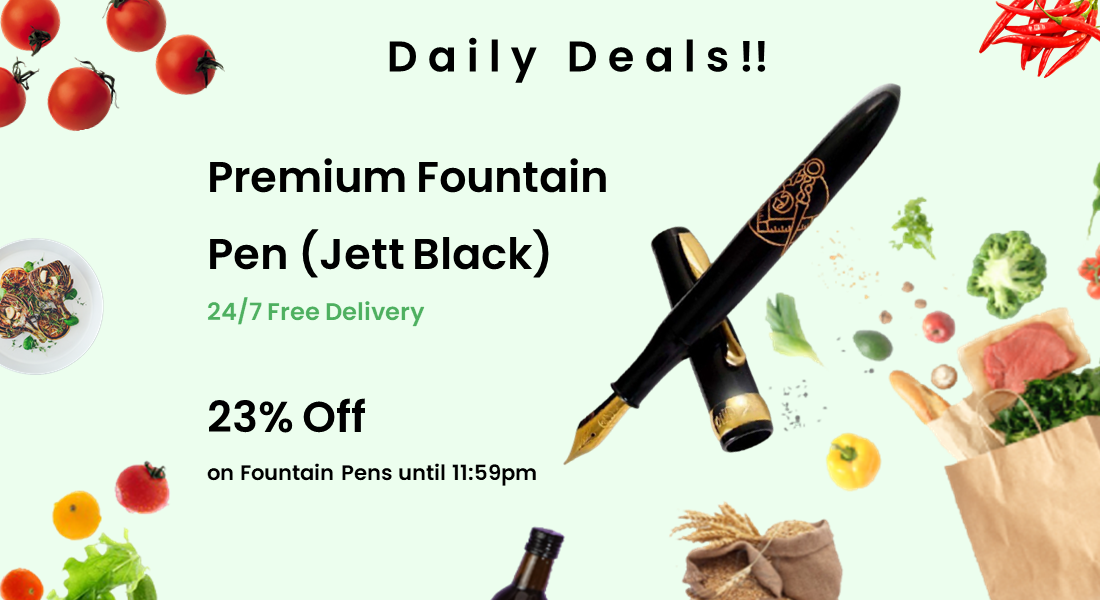 Daily Deals!!
Premium Fountain
Pen (Jett Black)
24/7 Free Delivery
23% Off
on Fountain Pens until 11:59pm